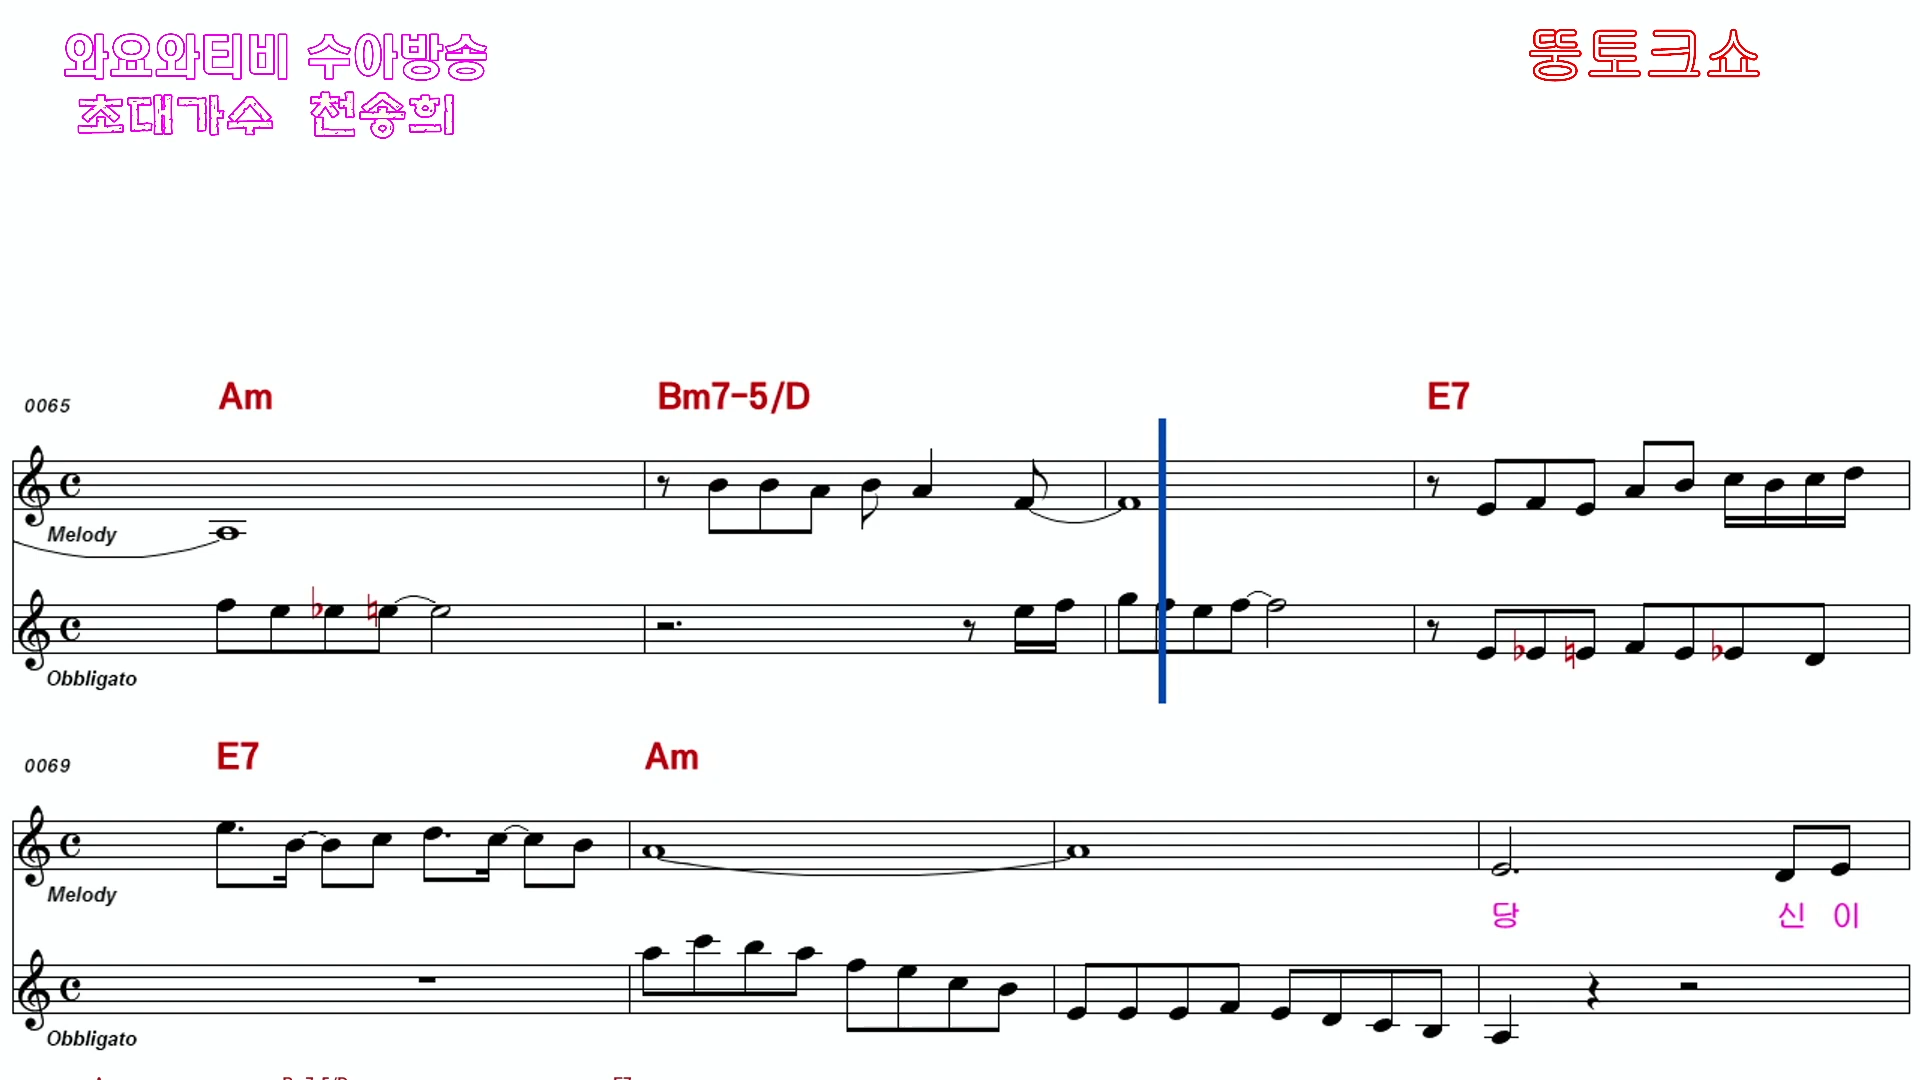 와요와티비 수아방송
뚱토크쇼
초대가수 천송희
0065 Am Bm7-5/D E7
Melody
Obbligato
0069 E7 Am
Melody
당 신 이
Obbligato